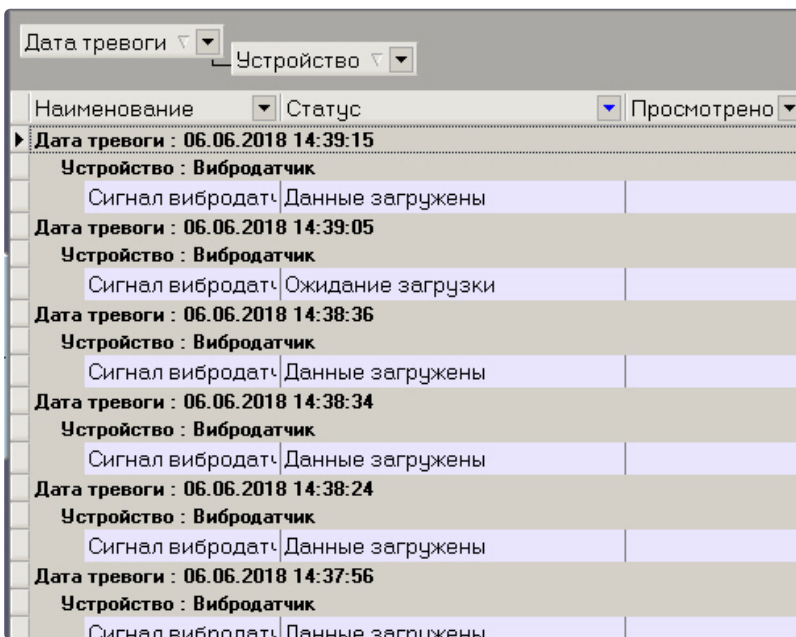 Дата тревоги
Устройство
Наименование Статус Просмотрено
Дата тревоги : 06.06.2018 14:39:15
Устройство : Вибродатчик
Сигнал вибродатч Данные загружены
Дата тревоги : 06.06.2018 14:39:05
Устройство : Вибродатчик
Сигнал вибродатч Ожидание загрузки
Дата тревоги : 06.06.2018 14:38:36
Устройство : Вибродатчик
Сигнал вибродатч Данные загружены
Дата тревоги : 06.06.2018 14:38:34
Устройство : Вибродатчик
Сигнал вибродатч Данные загружены
Дата тревоги : 06.06.2018 14:38:24
Устройство : Вибродатчик
Сигнал вибродатч Данные загружены
Дата тревоги : 06.06.2018 14:37:56
Устройство : Вибродатчик
Сигнал вибродатч Данные загружены